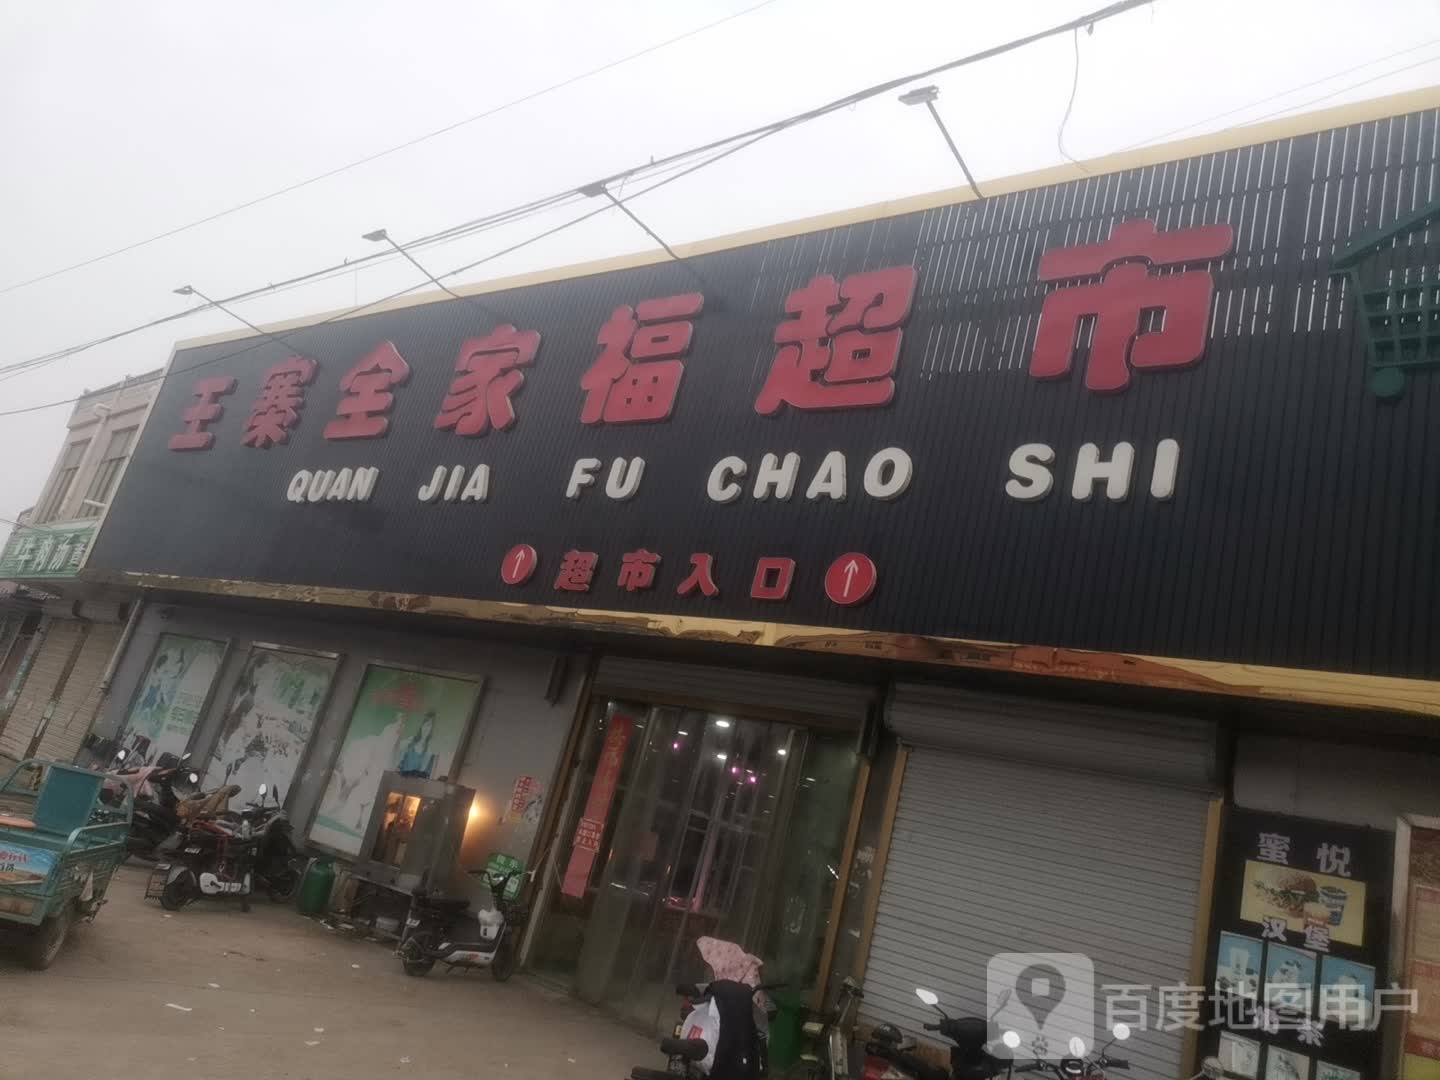 王寨全家福超市
QUAN JIA FU CHAO SHI
超市入口
蜜悦
汉堡
百度地图用户